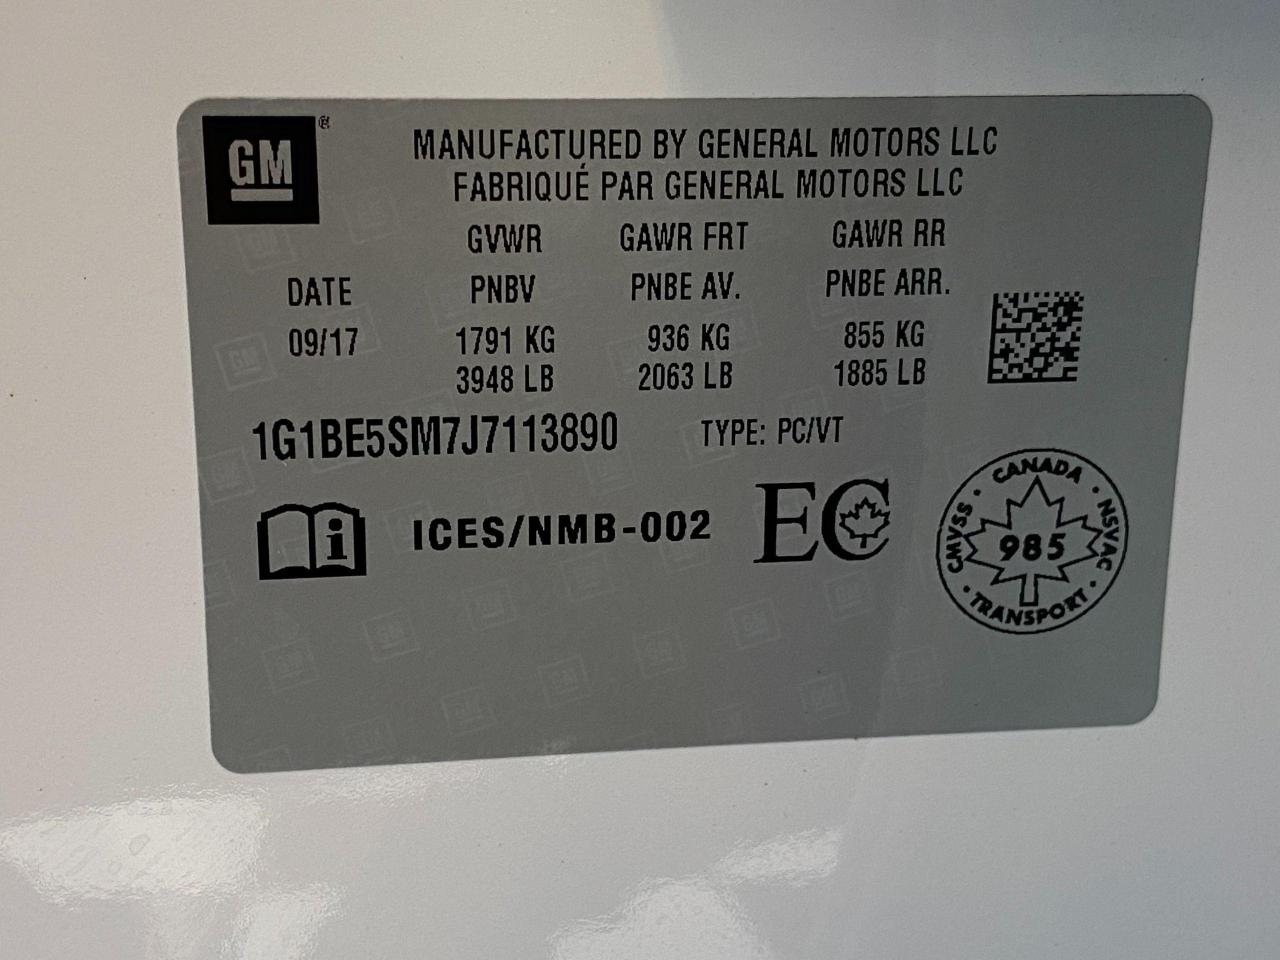 GM ®
MANUFACTURED BY GENERAL MOTORS LLC
FABRIQUÉ PAR GENERAL MOTORS LLC
GVWR GAWR FRT GAWR RR
DATE PNBV PNBE AV. PNBE ARR.
09/17 1791 KG 936 KG 855 KG
3948 LB 2063 LB 1885 LB
1G1BE5SM7J7113890 TYPE: PC/VT
i ICES/NMB-002 EC
CANADA
CMVSS 985 NSVAC
TRANSPORT